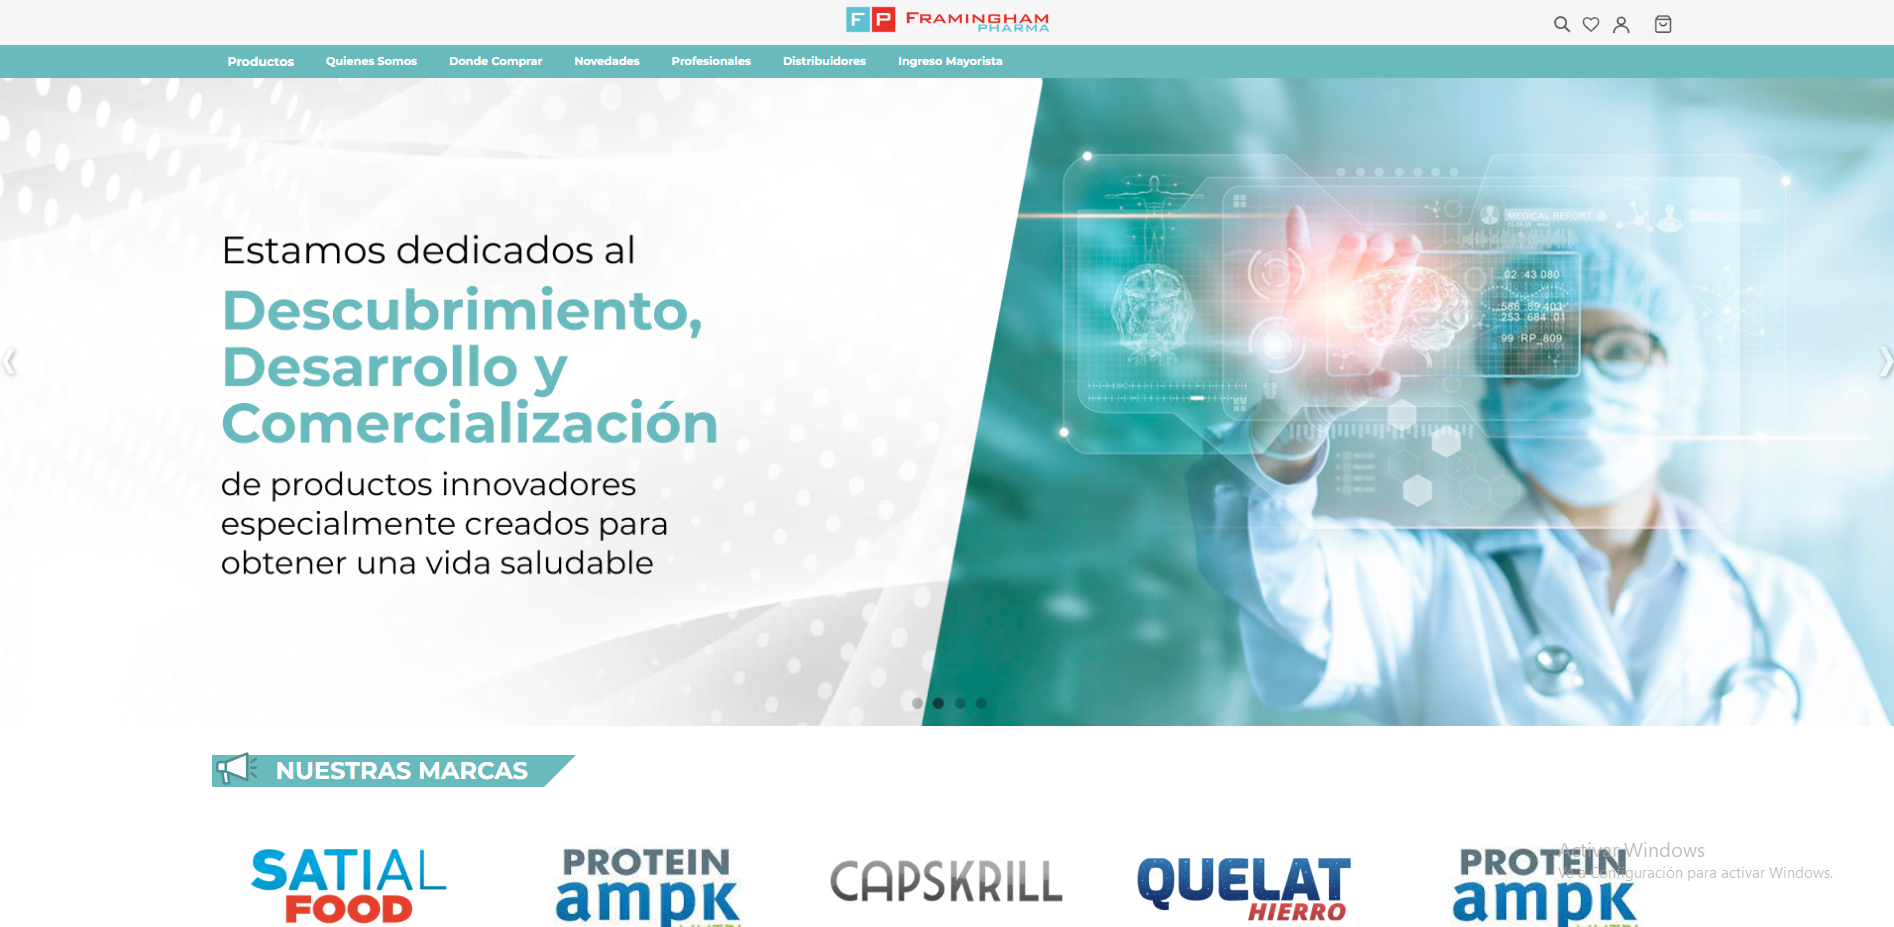 FP FRAMINGHAM
PHARMA
Productos Quienes Somos Donde Comprar Novedades Profesionales Distribuidores Ingreso Mayorista
Estamos dedicados al
Descubrimiento,
Desarrollo y
Comercialización
de productos innovadores
especialmente creados para
obtener una vida saludable
MEDICAL REPORT
02 :43 080
:586 :89.403
:253 684 :01
99 RP_809
NUESTRAS MARCAS
SATIAL
FOOD
PROTEIN
ampk
CAPSKRILL
QUELAT
HIERRO
PROTEIN
ampk
Activar Windows
Ve a Configuración para activar Windows.